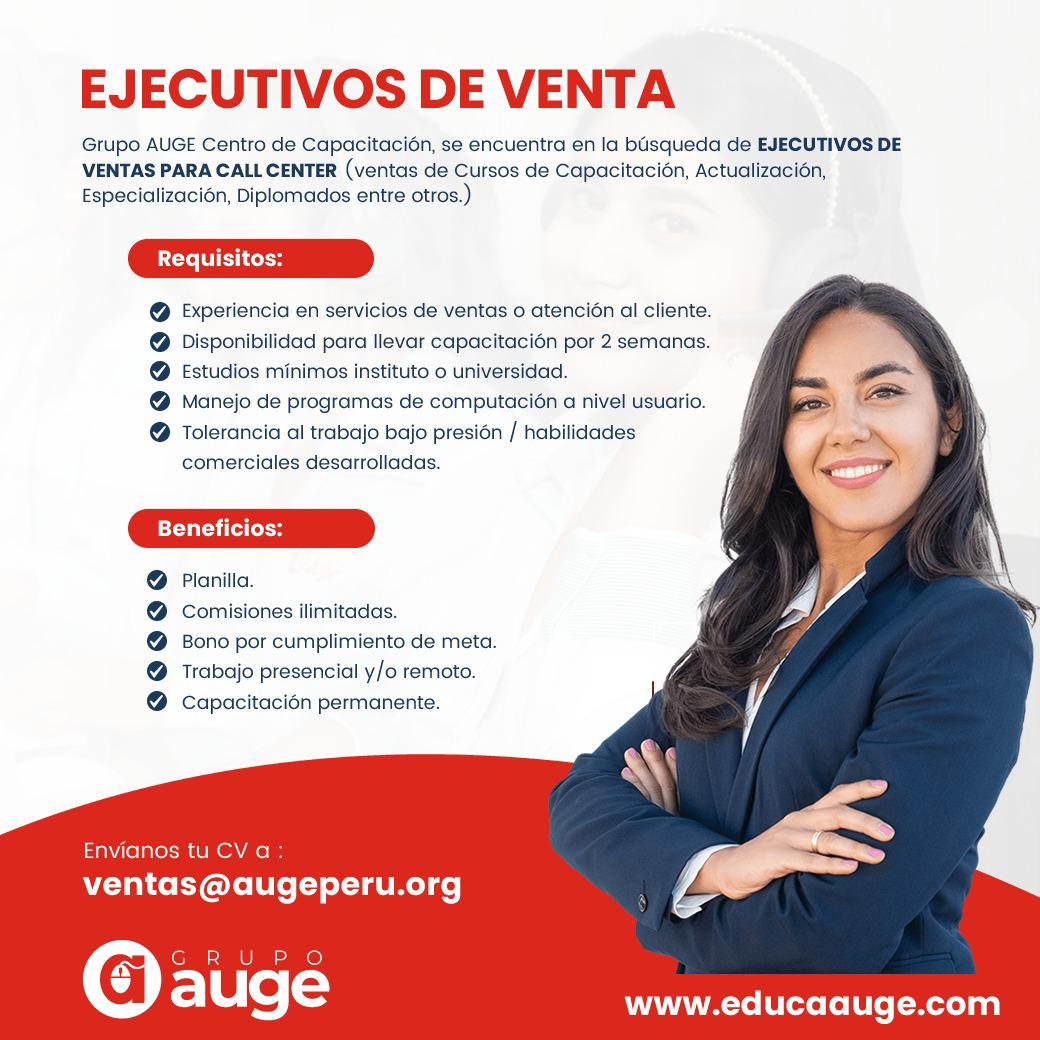 EJECUTIVOS DE VENTA
Grupo AUGE Centro de Capacitación, se encuentra en la búsqueda de EJECUTIVOS DE
VENTAS PARA CALL CENTER (ventas de Cursos de Capacitación, Actualización,
Especialización, Diplomados entre otros.)
Requisitos:
Experiencia en servicios de ventas o atención al cliente.
Disponibilidad para llevar capacitación por 2 semanas.
Estudios mínimos instituto o universidad.
Manejo de programas de computación a nivel usuario.
Tolerancia al trabajo bajo presión / habilidades
comerciales desarrolladas.
Beneficios:
Planilla.
Comisiones ilimitadas.
Bono por cumplimiento de meta.
Trabajo presencial y/o remoto.
Capacitación permanente.
Envíanos tu CV a :
ventas@augeperu.org
GRUPO
auge
www.educaauge.com